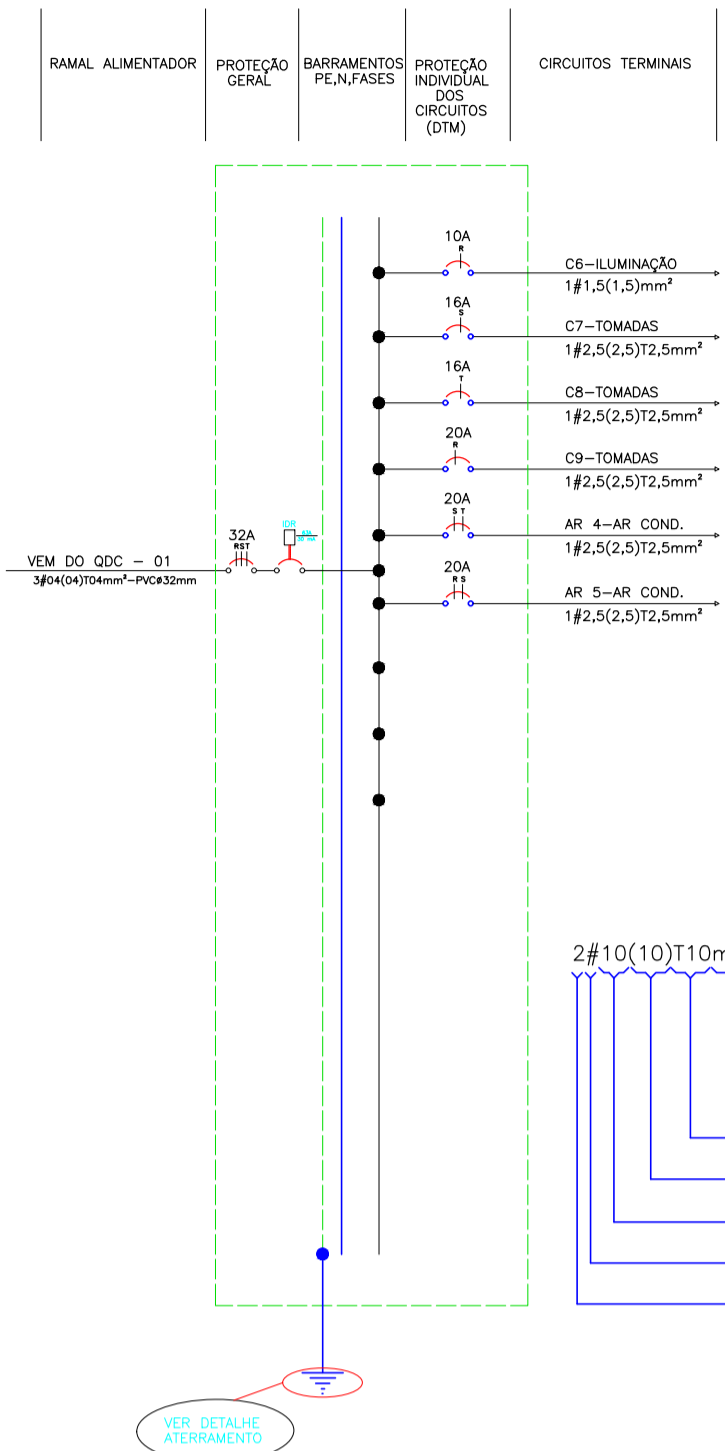 RAMAL ALIMENTADOR
PROTEÇÃO
GERAL
BARRAMENTOS
PE,N,FASES
PROTEÇÃO
INDIVIDUAL
DOS
CIRCUITOS
(DTM)
CIRCUITOS TERMINAIS
10A
R
C6-ILUMINAÇÃO
1#1,5(1,5)mm²
16A
S
C7-TOMADAS
1#2,5(2,5)T2,5mm²
16A
T
C8-TOMADAS
1#2,5(2,5)T2,5mm²
20A
R
C9-TOMADAS
1#2,5(2,5)T2,5mm²
20A
S T
AR 4-AR COND.
1#2,5(2,5)T2,5mm²
VEM DO QDC - 01
3#04(04)T04mm²-PVCø32mm
32A
RST
IDR
30 mA
20A
R S
AR 5-AR COND.
1#2,5(2,5)T2,5mm²
2#10(10)T10m
VER DETALHE
ATERRAMENTO